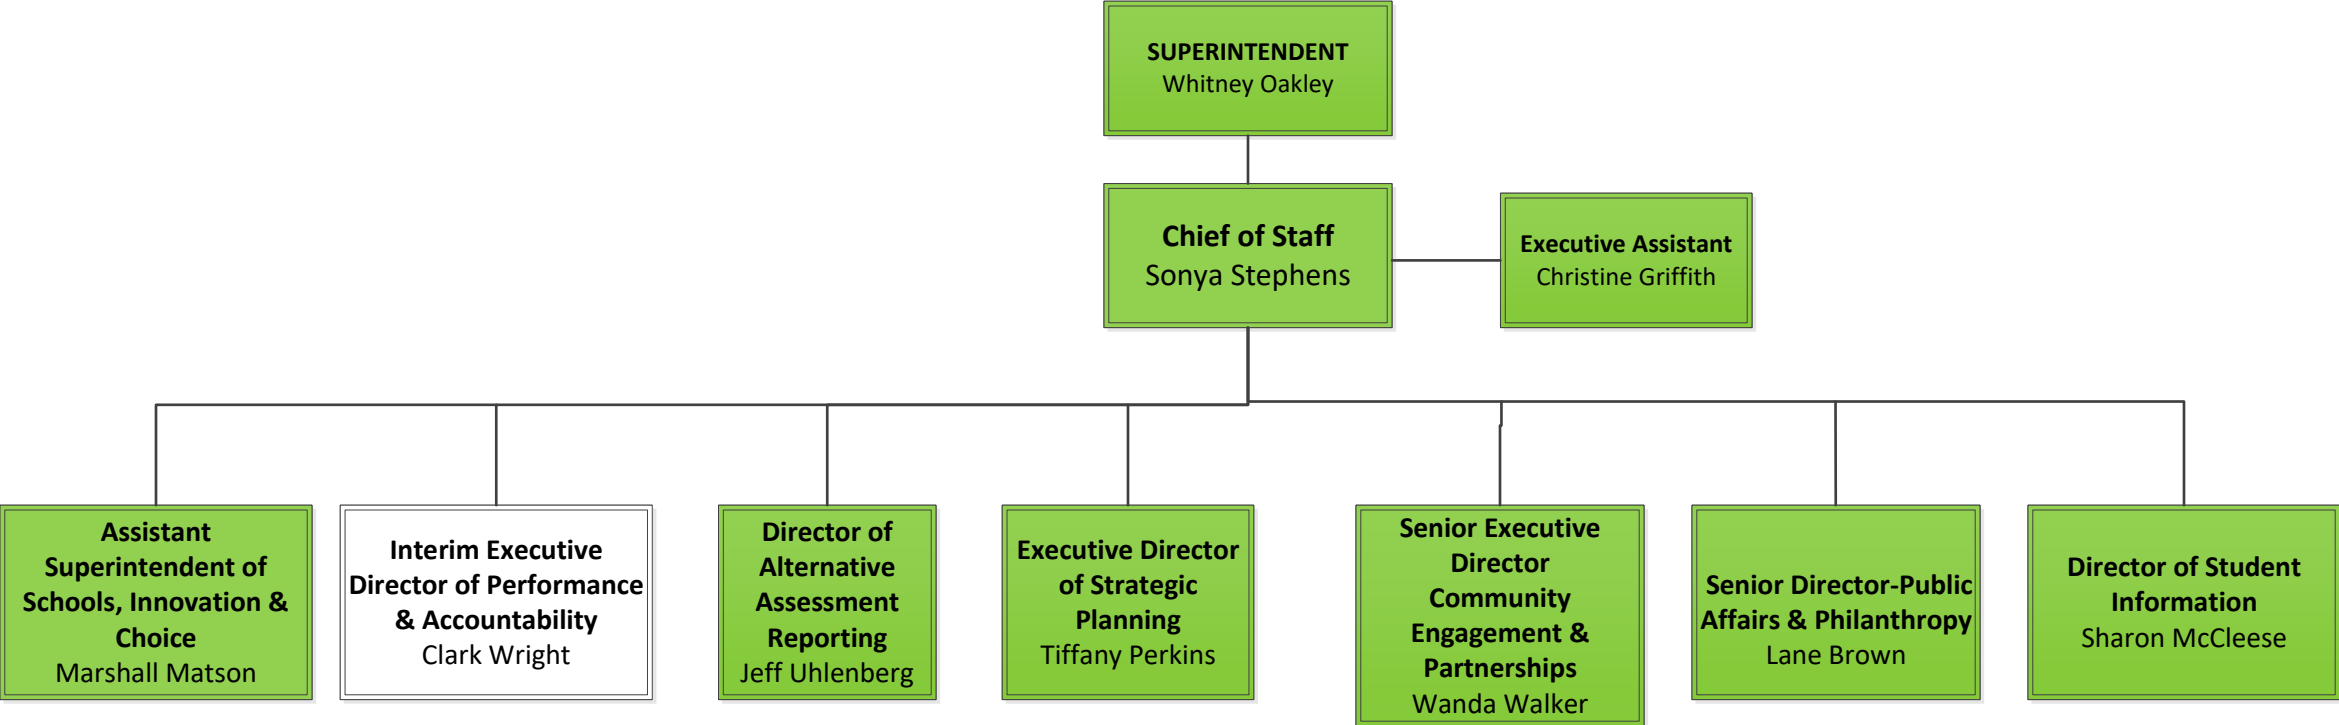 SUPERINTENDENT
Whitney Oakley
Chief of Staff
Sonya Stephens
Executive Assistant
Christine Griffith
Assistant
Superintendent of
Schools, Innovation &
Choice
Marshall Matson
Interim Executive
Director of Performance
& Accountability
Clark Wright
Director of
Alternative
Assessment
Reporting
Jeff Uhlenberg
Executive Director
of Strategic
Planning
Tiffany Perkins
Senior Executive
Director
Community
Engagement &
Partnerships
Wanda Walker
Senior Director-Public
Affairs & Philanthropy
Lane Brown
Director of Student
Information
Sharon McCleese